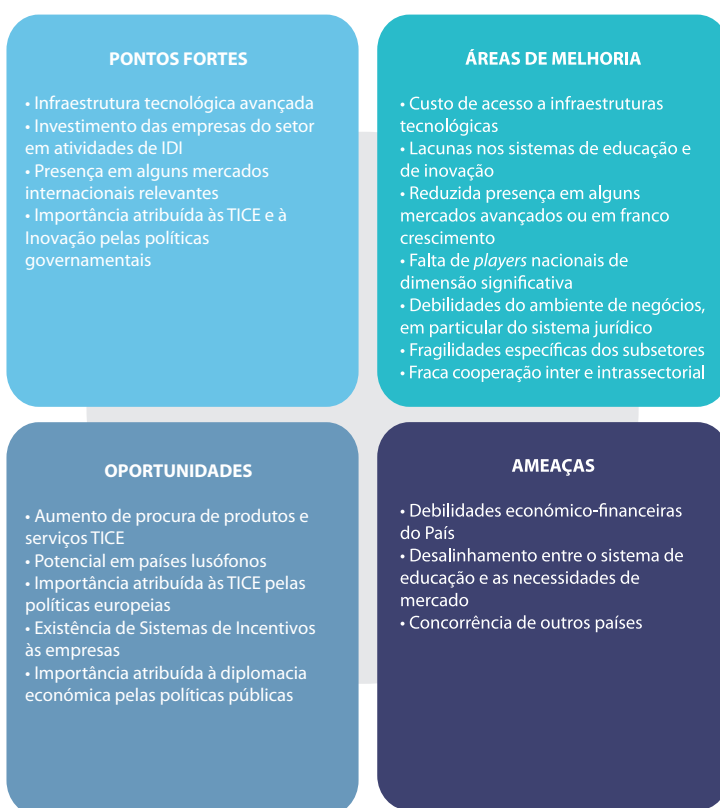 PONTOS FORTES
• Infraestrutura tecnológica avançada
• Investimento das empresas do setor
em atividades de IDI
• Presença em alguns mercados
internacionais relevantes
• Importância atribuída às TICE e à
Inovação pelas políticas
governamentais
ÁREAS DE MELHORIA
• Custo de acesso a infraestruturas
tecnológicas
• Lacunas nos sistemas de educação e
de inovação
• Reduzida presença em alguns
mercados avançados ou em franco
crescimento
• Falta de players nacionais de
dimensão significativa
• Debilidades do ambiente de negócios,
em particular do sistema jurídico
• Fragilidades específicas dos subsetores
• Fraca cooperação inter e intrassectorial
OPORTUNIDADES
• Aumento de procura de produtos e
serviços TICE
• Potencial em países lusófonos
• Importância atribuída às TICE pelas
políticas europeias
• Existência de Sistemas de Incentivos
às empresas
• Importância atribuída à diplomacia
económica pelas políticas públicas
AMEAÇAS
• Debilidades económico-financeiras
do País
• Desalinhamento entre o sistema de
educação e as necessidades de
mercado
• Concorrência de outros países